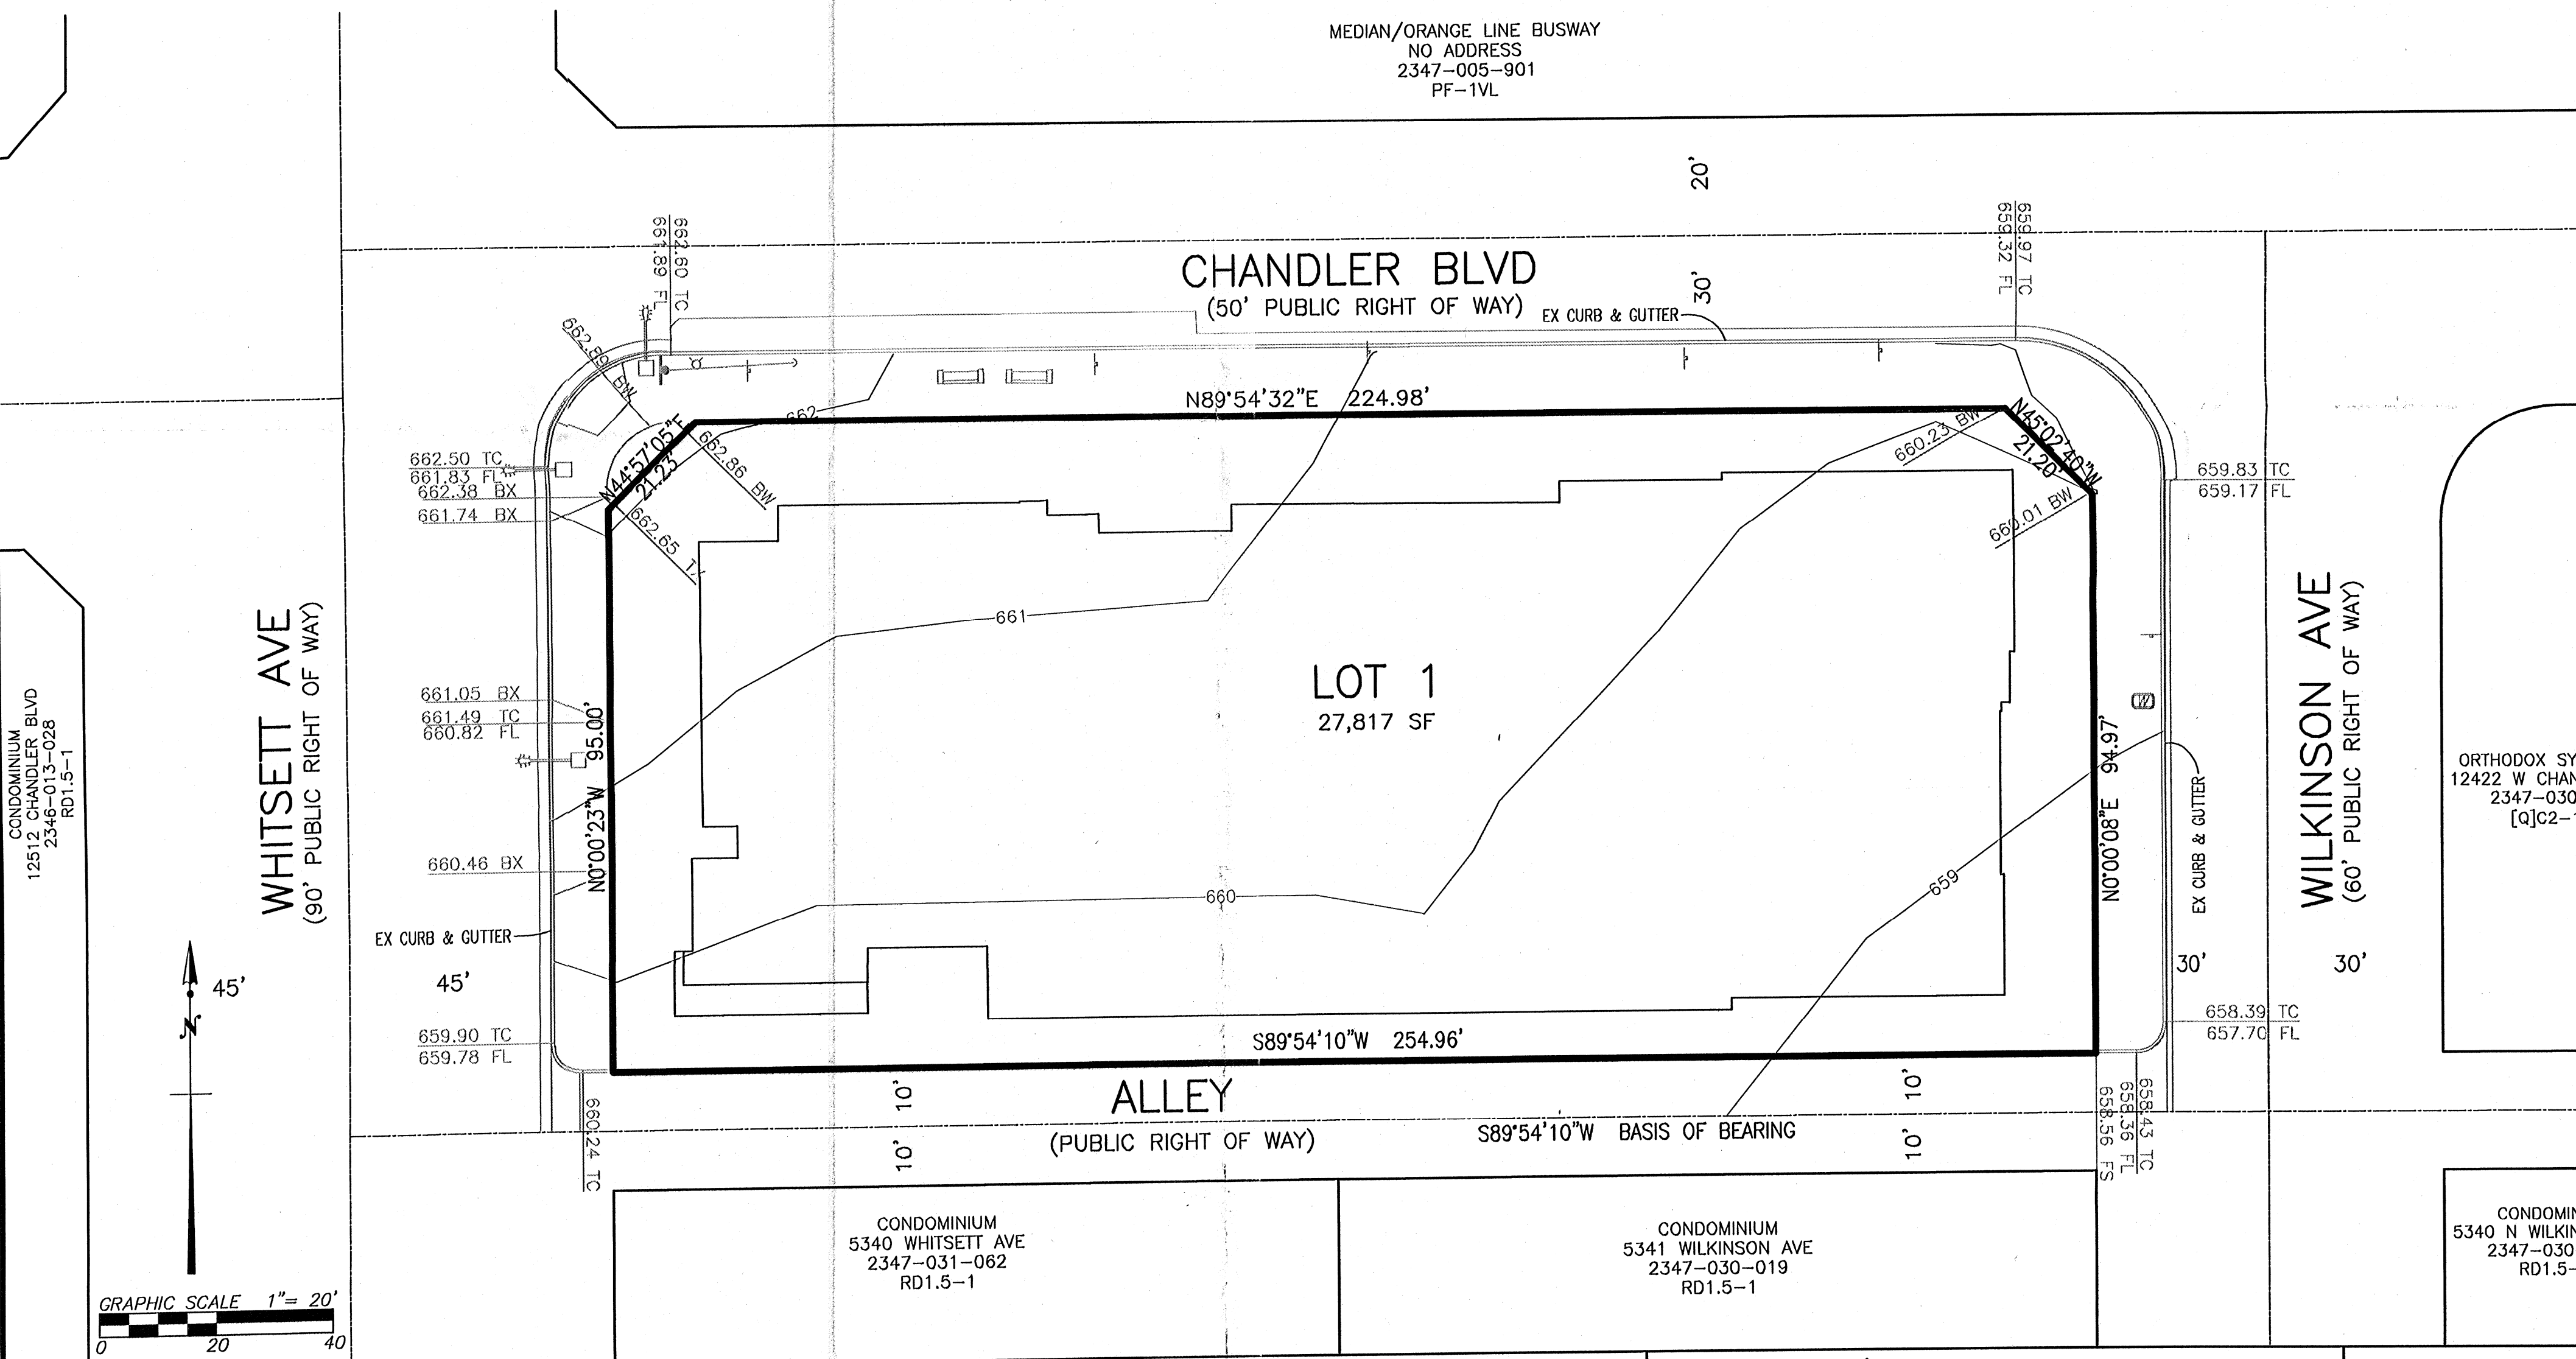 MEDIAN/ORANGE LINE BUSWAY
NO ADDRESS
2347-005-901
PF-1VL
20'
CHANDLER BLVD
(50' PUBLIC RIGHT OF WAY)
30'
EX CURB & GUTTER
662.60 TC
661.89 FL
659.97 TC
659.32 FL
662.89 BW
662
N89°54'32"E 224.98'
N44°57'05"E
21.23'
662.86 BW
662.65 TX
660.23 BW
N45°02'40"W
21.20'
660.01 BW
662.50 TC
661.83 FL
662.38 BX
661.74 BX
659.83 TC
659.17 FL
661
LOT 1
27,817 SF
WHITSETT AVE
(90' PUBLIC RIGHT OF WAY)
CONDOMINIUM
12512 CHANDLER BLVD
2346-013-028
RD1.5-1
661.05 BX
661.49 TC
660.82 FL
660.46 BX
N0°00'23"W 95.00'
EX CURB & GUTTER
45'
45'
N
660
659
N0°00'08"E 94.97'
EX CURB & GUTTER
WILKINSON AVE
(60' PUBLIC RIGHT OF WAY)
30'
30'
ORTHODOX SY
12422 W CHAN
2347-030
[Q]C2-
659.90 TC
659.78 FL
658.39 TC
657.70 FL
S89°54'10"W 254.96'
660.24 TC
10'
ALLEY
(PUBLIC RIGHT OF WAY)
10'
10'
S89°54'10"W BASIS OF BEARING
10'
658.43 TC
658.36 FL
658.56 FS
CONDOMINIUM
5340 WHITSETT AVE
2347-031-062
RD1.5-1
CONDOMINIUM
5341 WILKINSON AVE
2347-030-019
RD1.5-1
CONDOMIN
5340 N WILKIN
2347-030
RD1.5-
GRAPHIC SCALE 1"= 20'
0 20 40